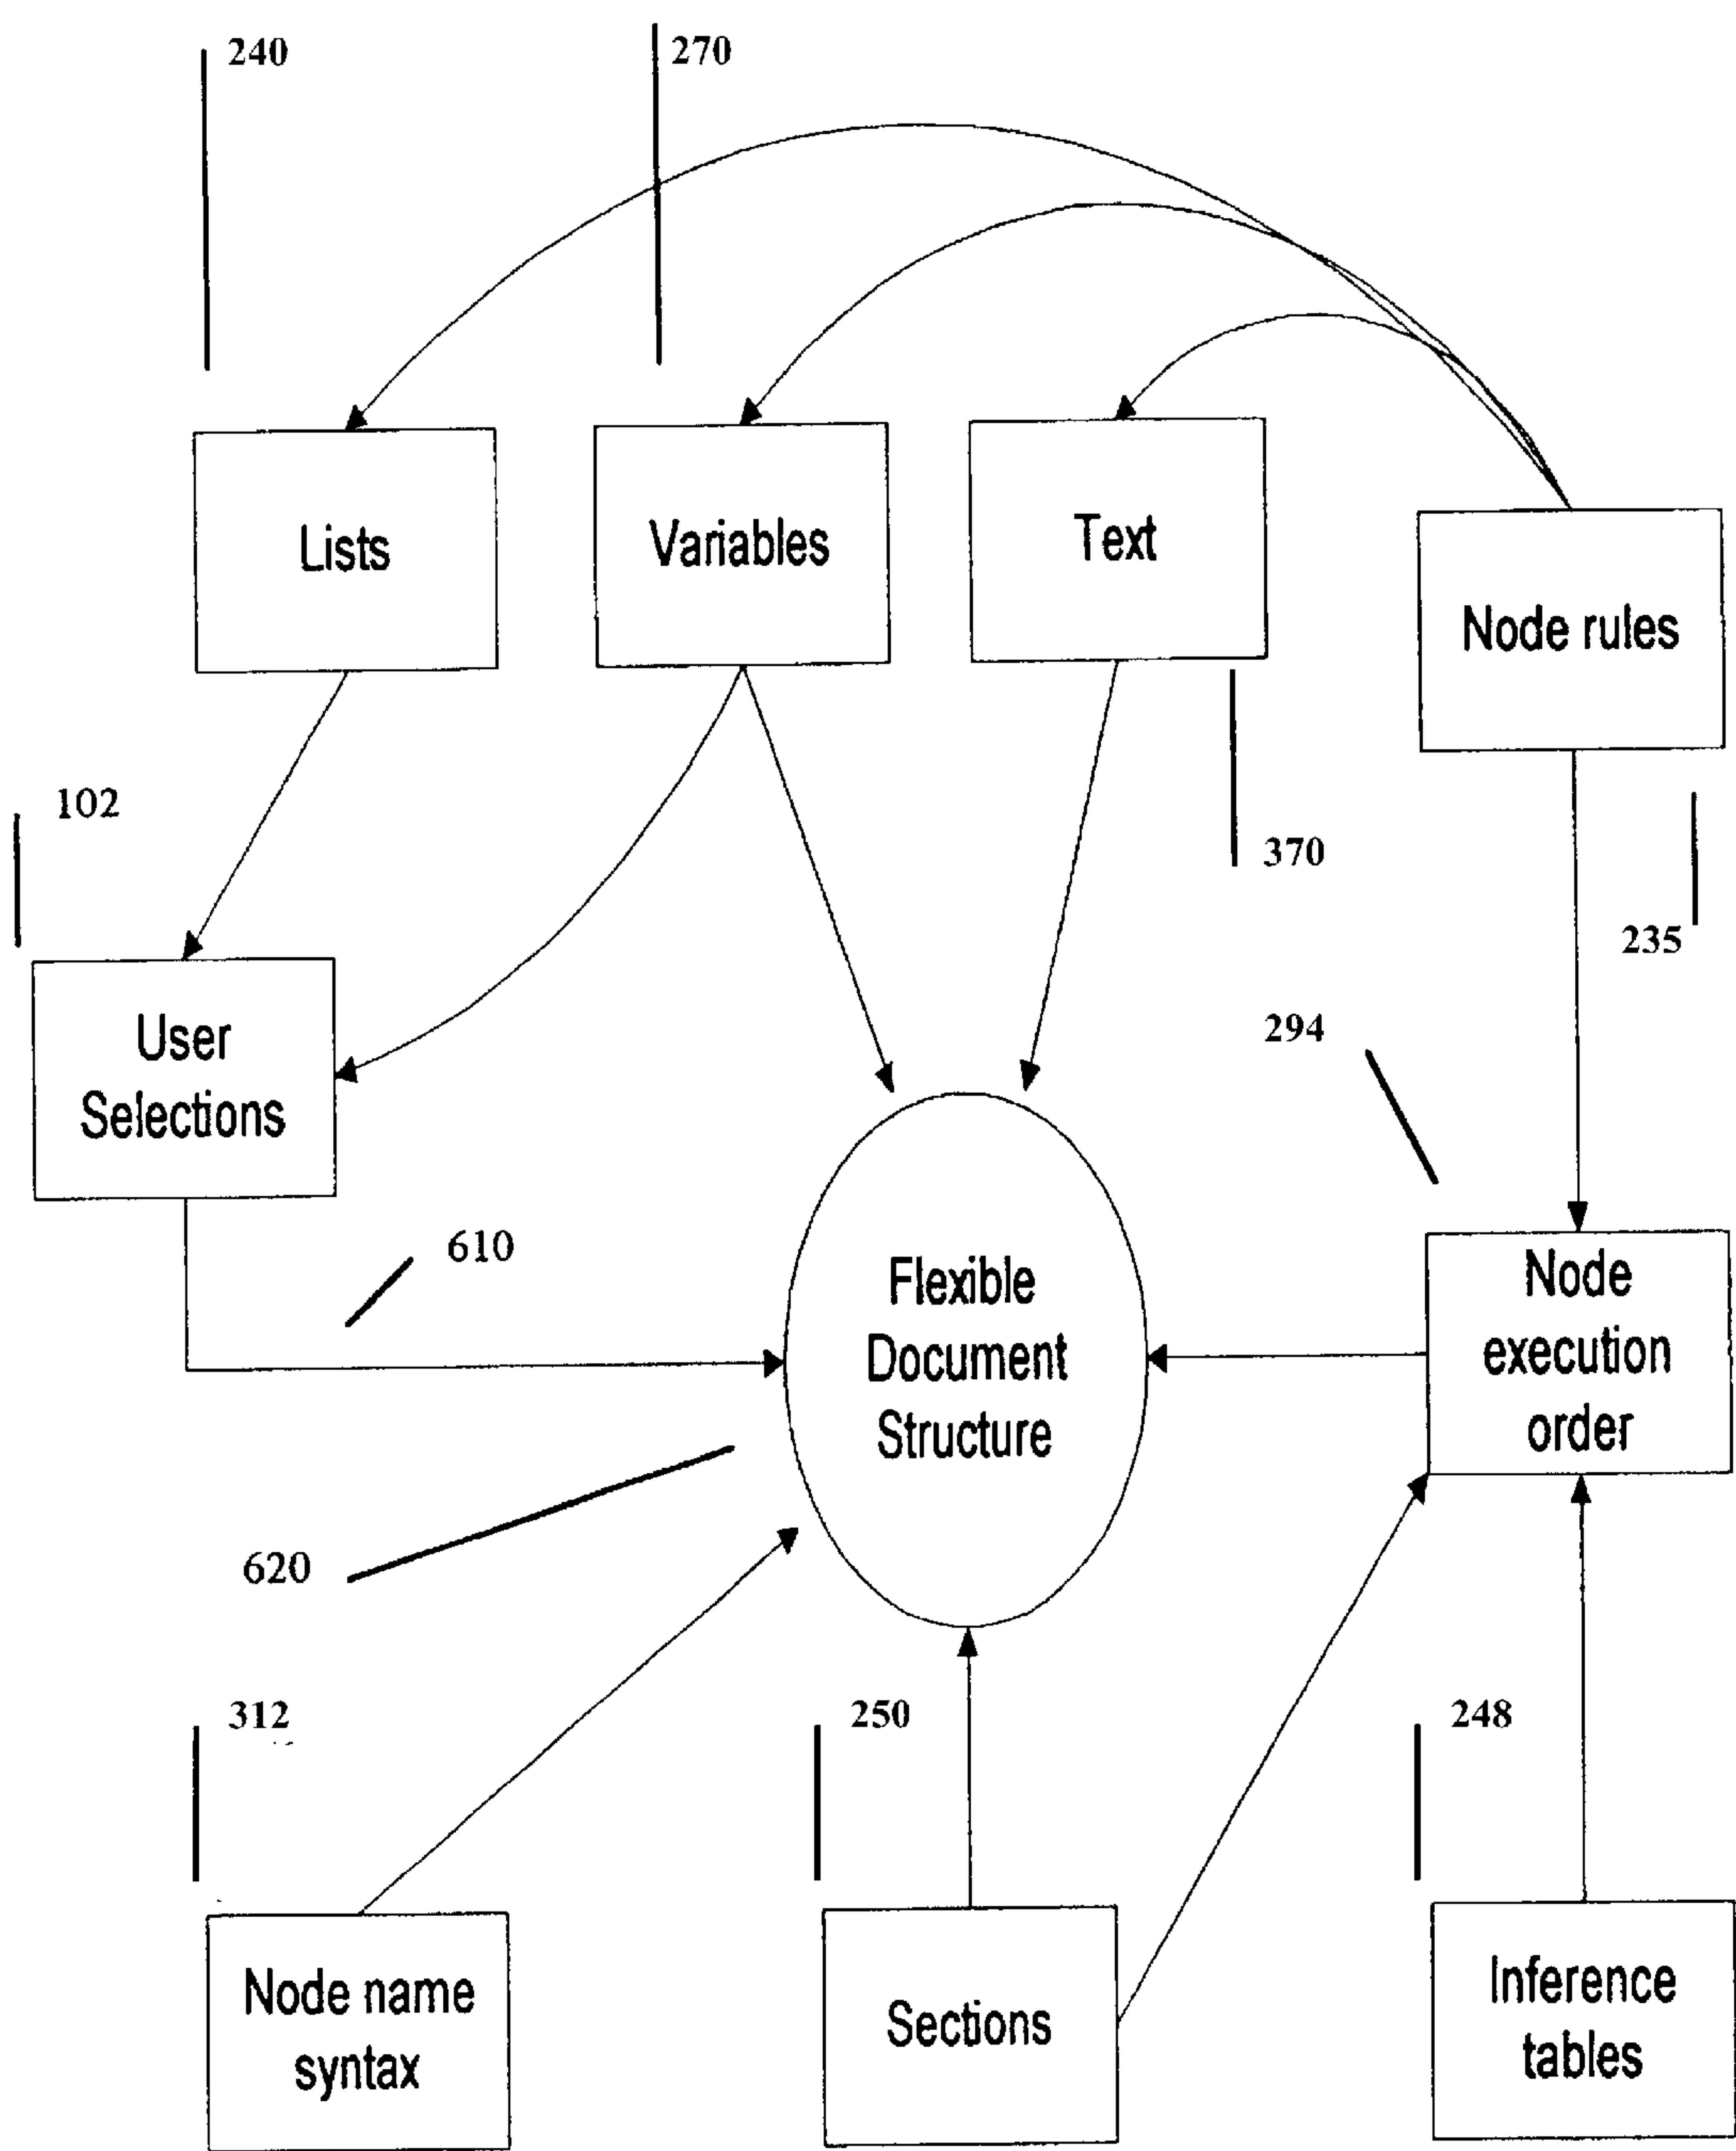 240
270
Lists
Variables
Text
Node rules
102
370
235
294
User
Selections
610
Flexible
Document
Structure
Node
execution
order
620
312
250
248
Node name
syntax
Sections
Inference
tables